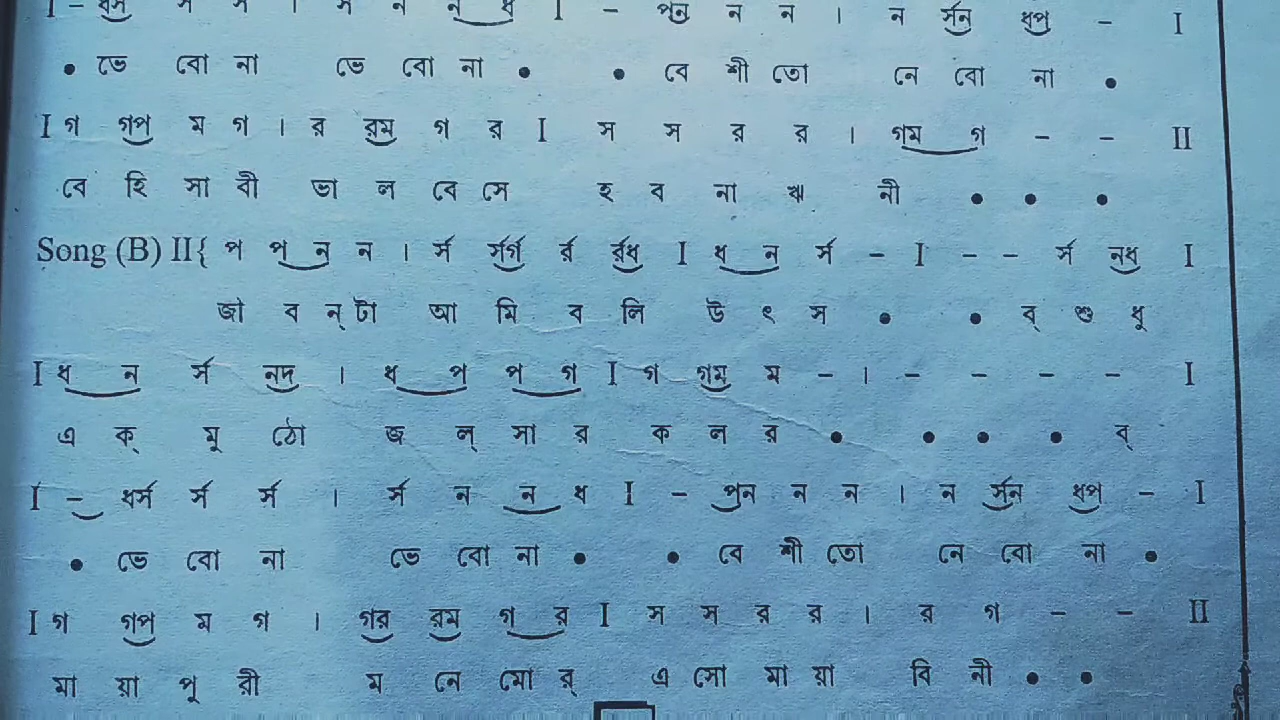 I - ধর্স র্স র্স । র্স ন ন ধ I - পন ন ন । ন র্সন ধপ - I
• ভে বো না ভে বো না • • বে শী তো নে বো না •
I গ গপ ম গ । র রম গ র I স স র র । গম গ - - II
বে হি সা বী ভা ল বে সে হ ব না ঋ নী • • •
Song (B) II{ প প ন ন । র্স র্সর্গ র্র র্রধ I ধ ন র্স - I - - র্স নধ I
জী ব ন্ টা আ মি ব লি উ ৎ স • • ব্ শু ধূ
I ধ ন র্স নদ । ধ প প গ I গ গম ম - । - - - - I
এ ক্ মু ঠো জ ল্ সা র ক ল র • • • • ব্
I - ধর্স র্স র্স । র্স ন ন ধ I - পন ন ন । ন র্সন ধপ - I
• ভে বো না ভে বো না • • বে শী তো নে বো না •
I গ গপ ম গ । গর রম গ র I স স র র । র গ - - II
মা য়া পু রী ম নে মো র্ এ সো মা য়া বি নী • •